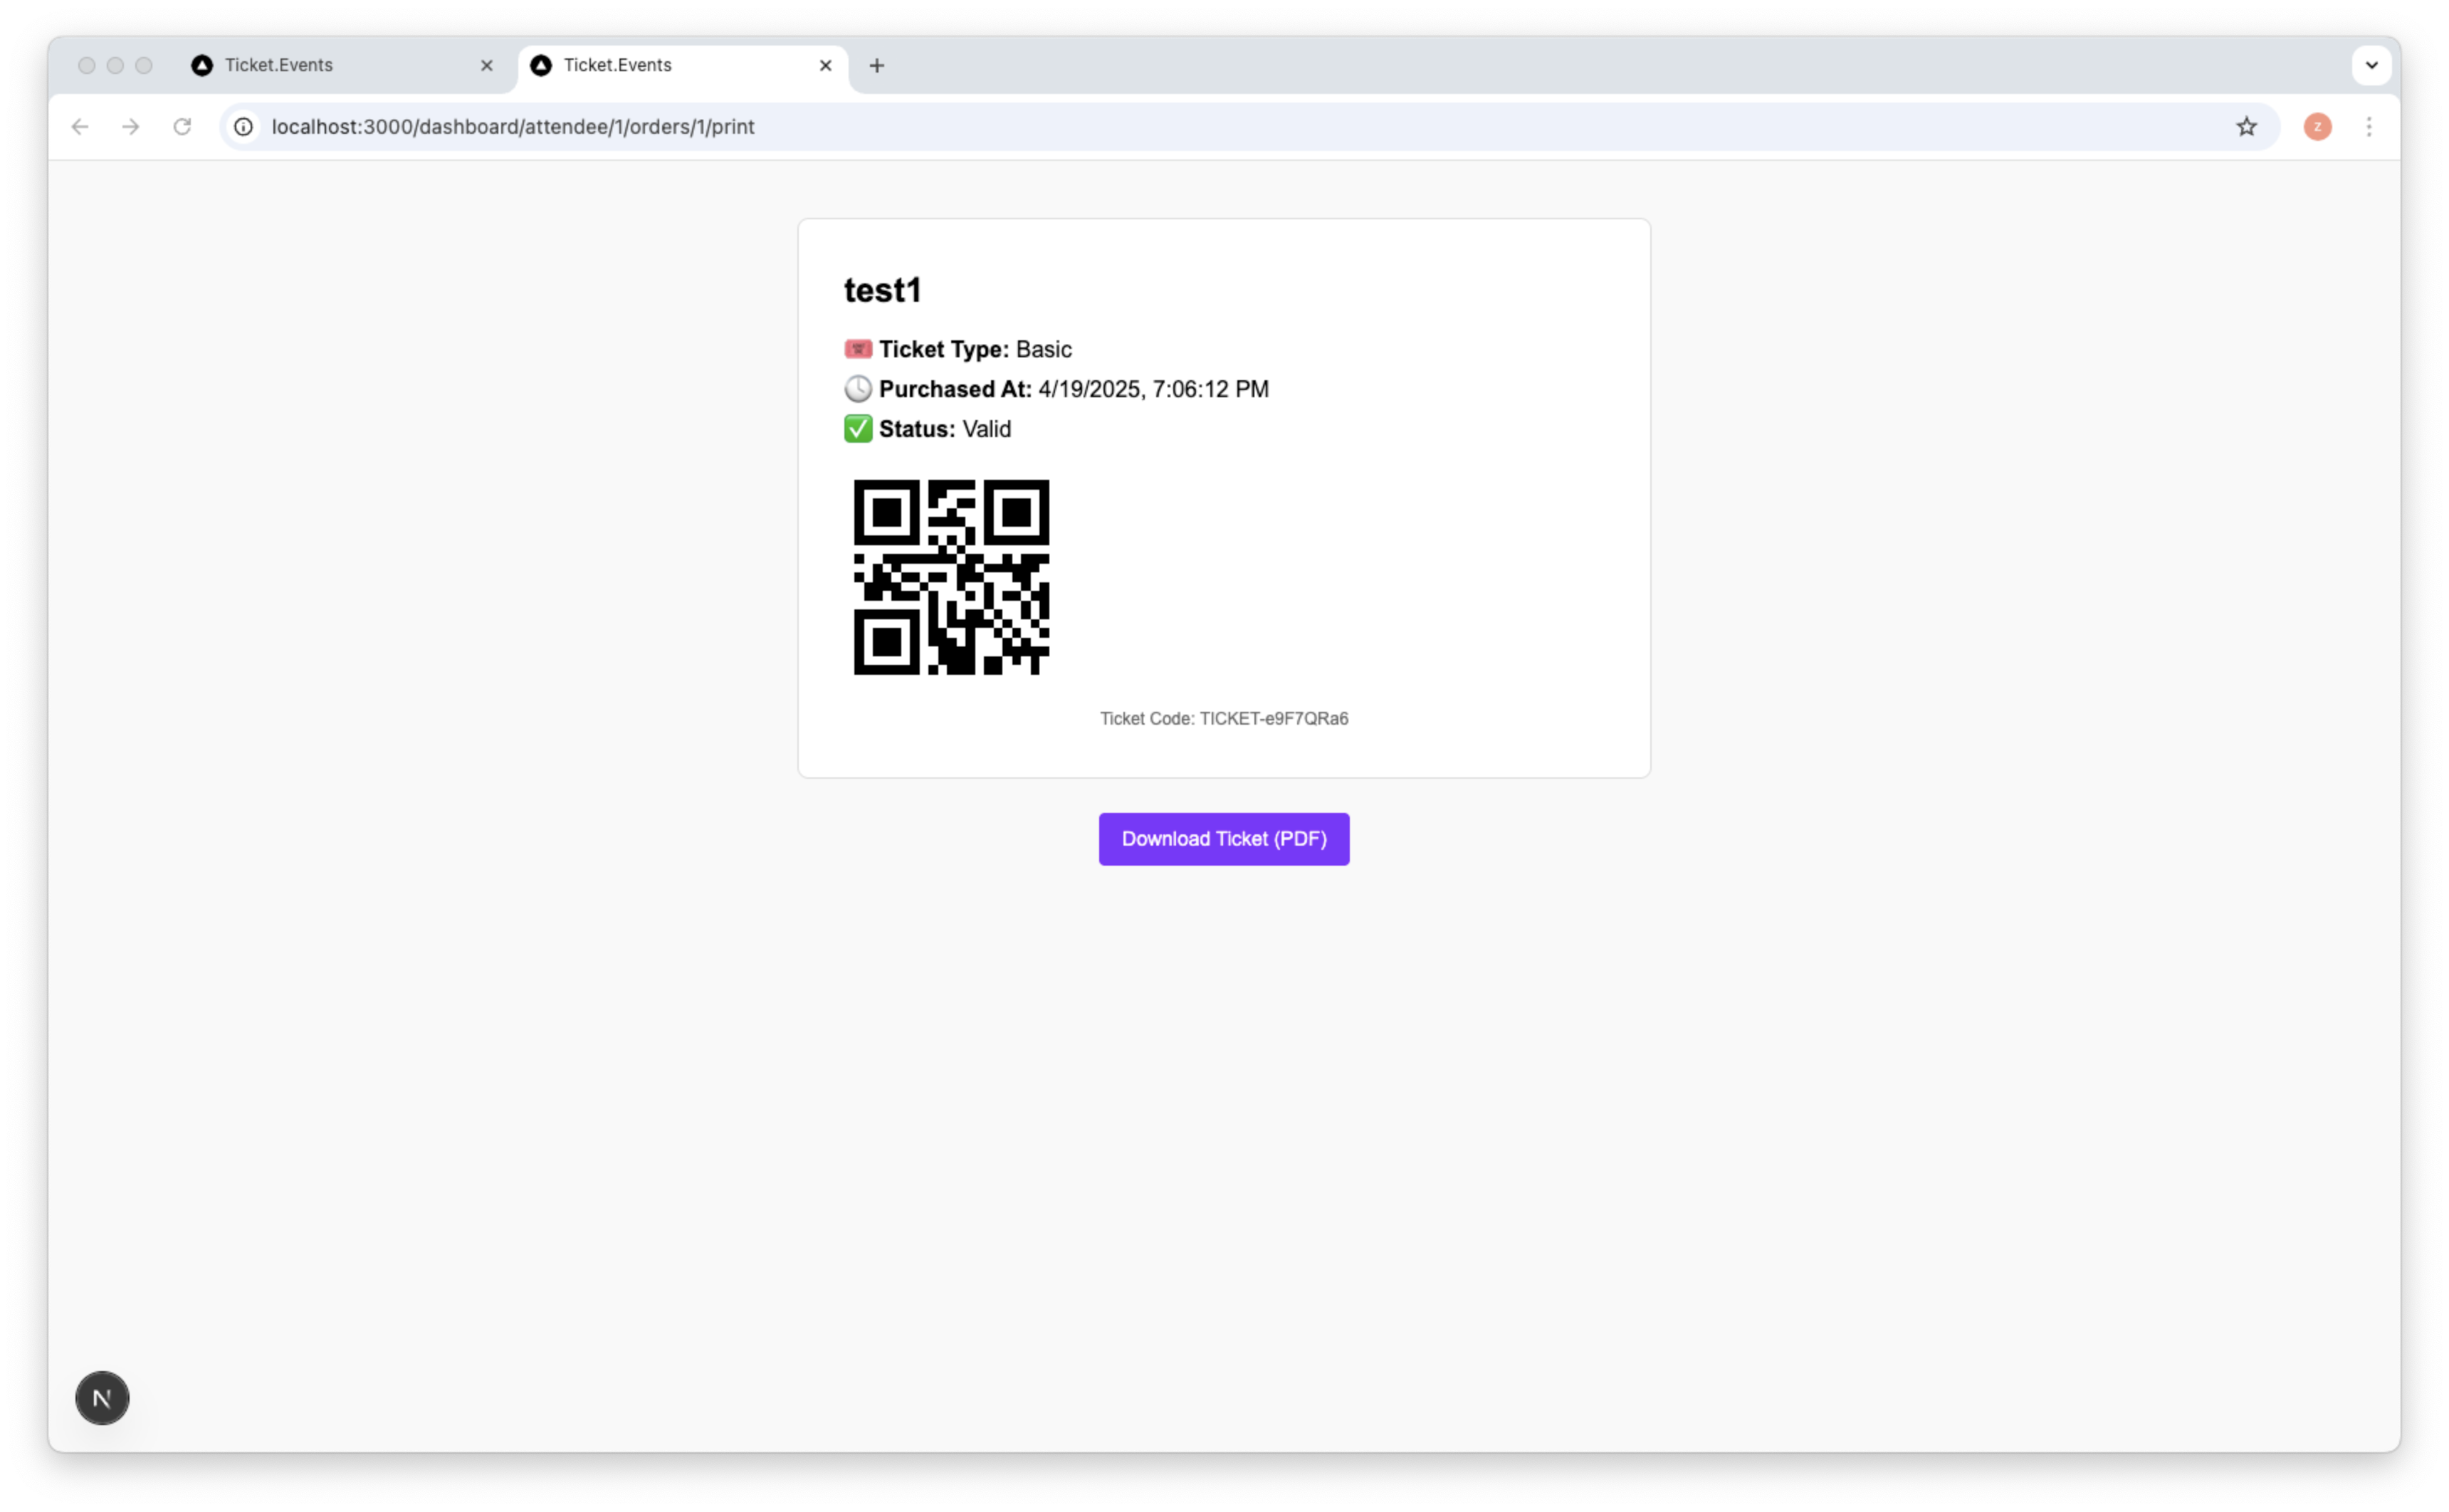 Ticket.Events
Ticket.Events
localhost:3000/dashboard/attendee/1/orders/1/print
z
test1
Ticket Type: Basic
Purchased At: 4/19/2025, 7:06:12 PM
Status: Valid
Ticket Code: TICKET-e9F7QRa6
Download Ticket (PDF)
N